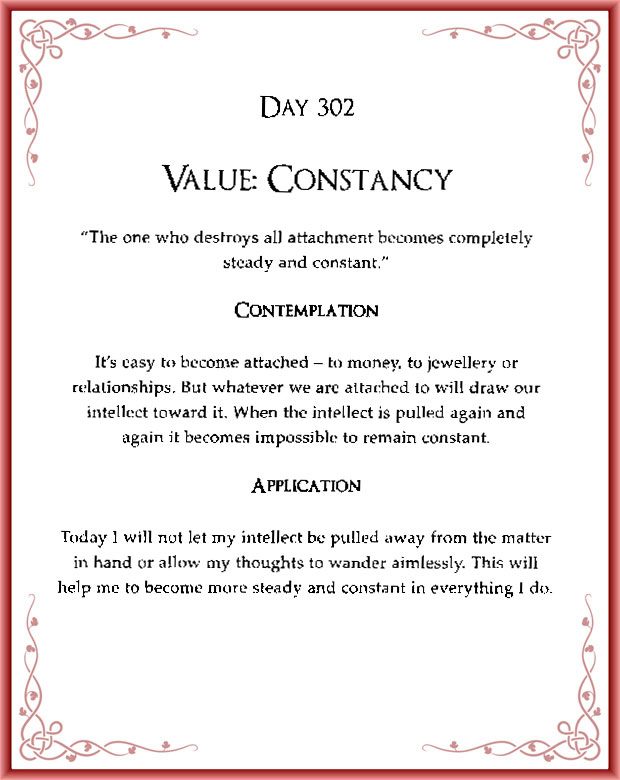 Day 302
Value: Constancy
“The one who destroys all attachment becomes completely
steady and constant.”
Contemplation
It’s easy to become attached – to money, to jewellery or
relationships. But whatever we are attached to will draw our
intellect toward it. When the intellect is pulled again and
again it becomes impossible to remain constant.
Application
Today I will not let my intellect be pulled away from the matter
in hand or allow my thoughts to wander aimlessly. This will
help me to become more steady and constant in everything I do.